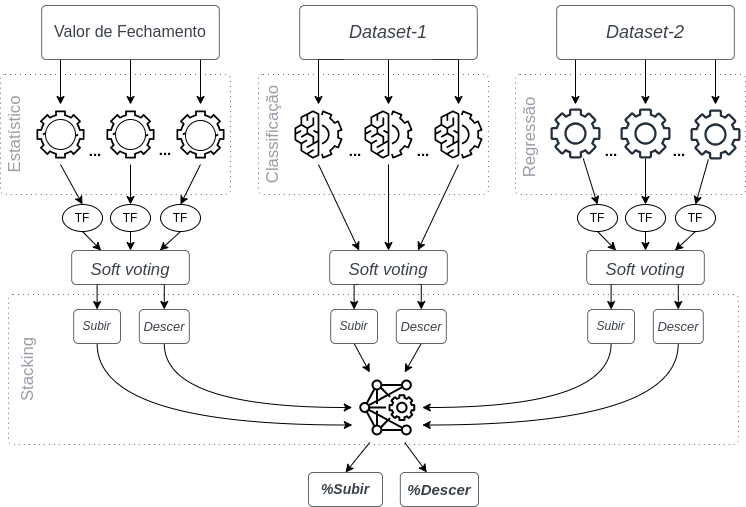 Valor de Fechamento
Dataset-1
Dataset-2
Estatístico
... ...
Classificação
... ...
Regressão
... ...
TF TF TF
TF TF TF
Soft voting
Soft voting
Soft voting
Stacking
Subir
Descer
Subir
Descer
Subir
Descer
%Subir
%Descer